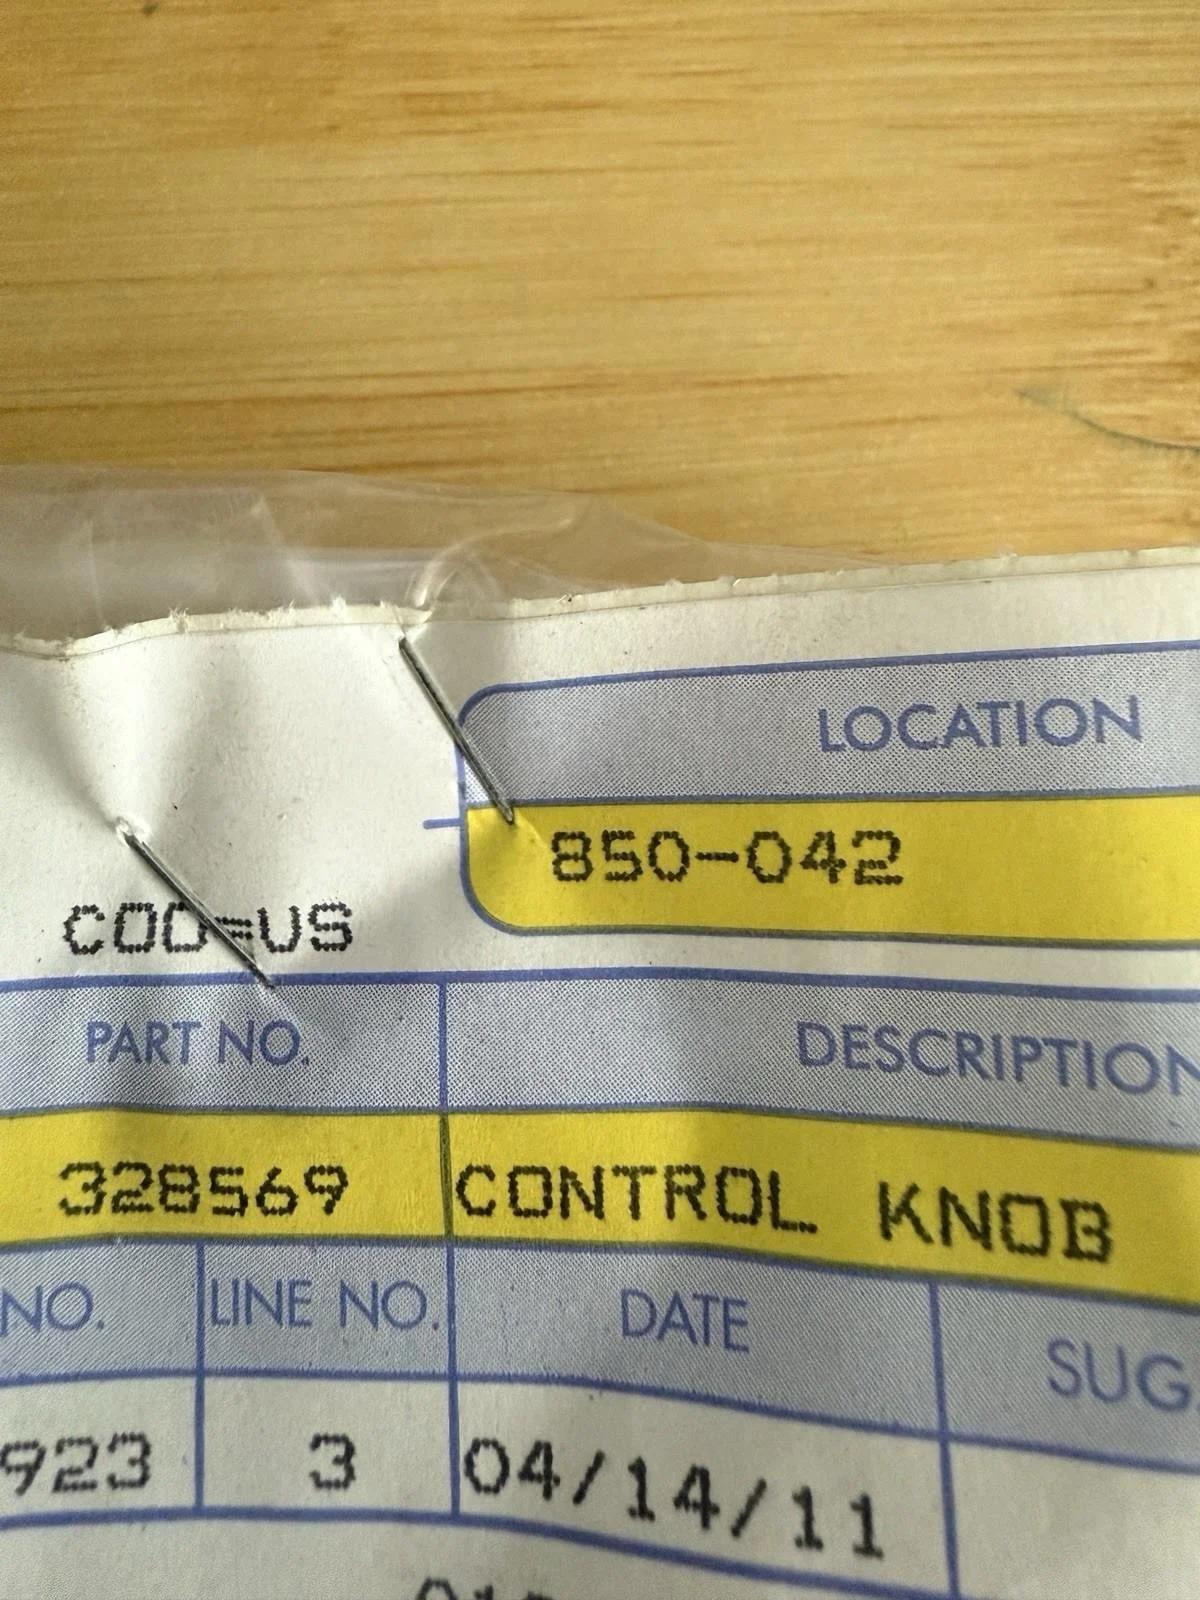 LOCATION
850-042
COO=US
PART NO. DESCRIPTION
328569 CONTROL KNOB
NO. LINE NO. DATE SUG
923 3 04/14/11